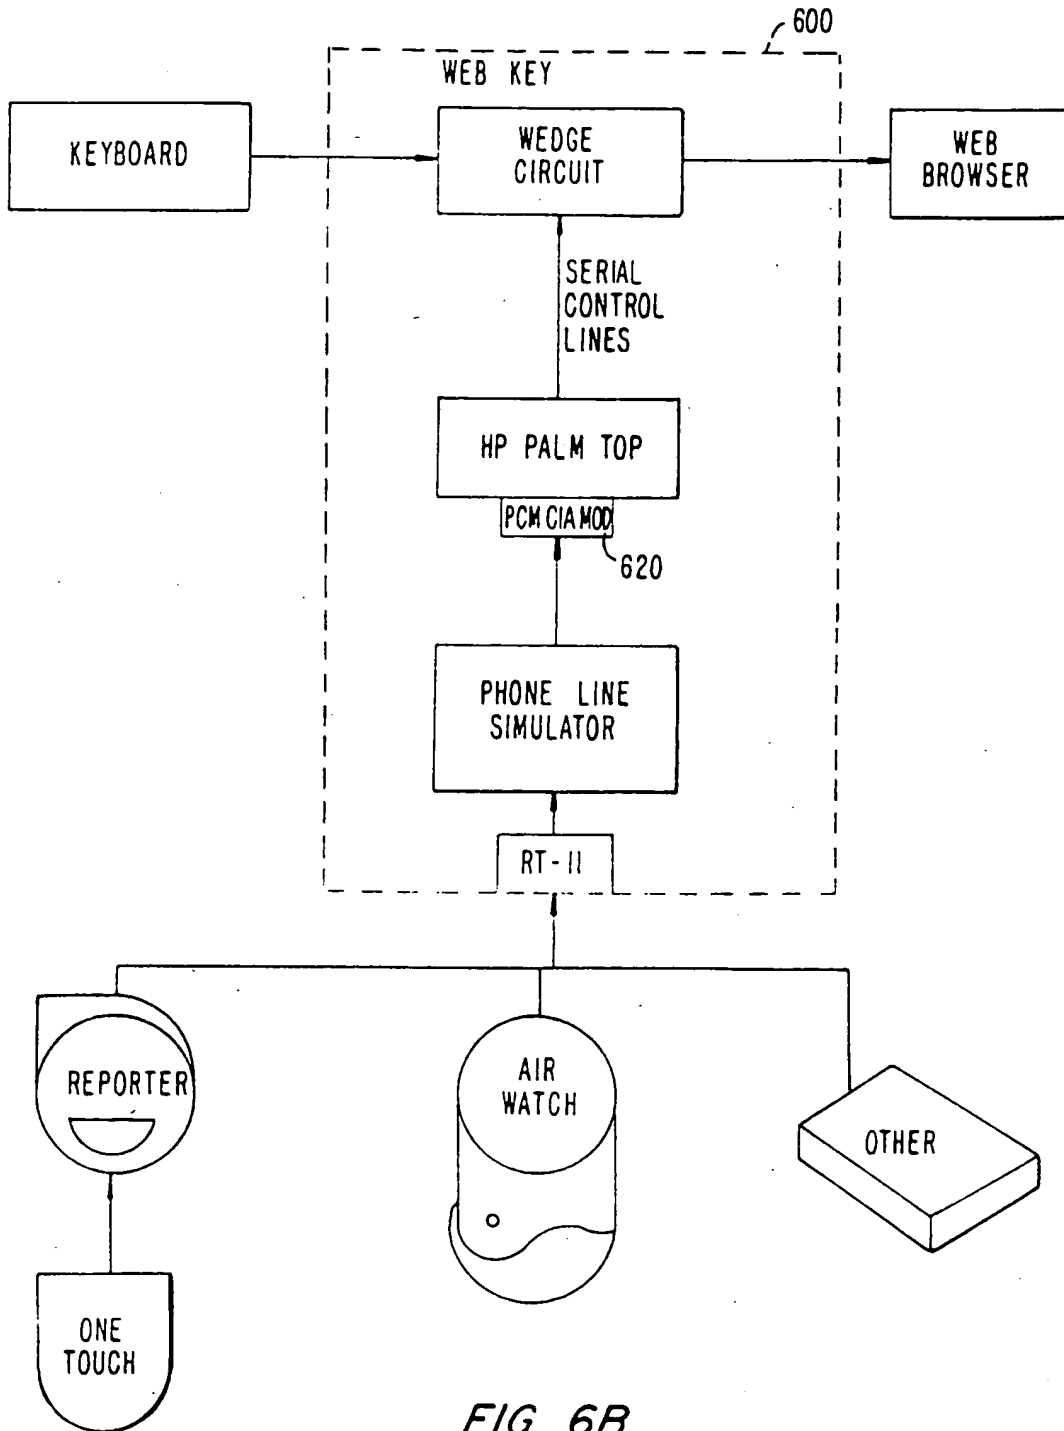 600
WEB KEY
KEYBOARD
WEDGE
CIRCUIT
WEB
BROWSER
SERIAL
CONTROL
LINES
HP PALM TOP
PCMCIA MOD
620
PHONE LINE
SIMULATOR
RT-11
REPORTER
AIR
WATCH
OTHER
ONE
TOUCH
FIG 6B